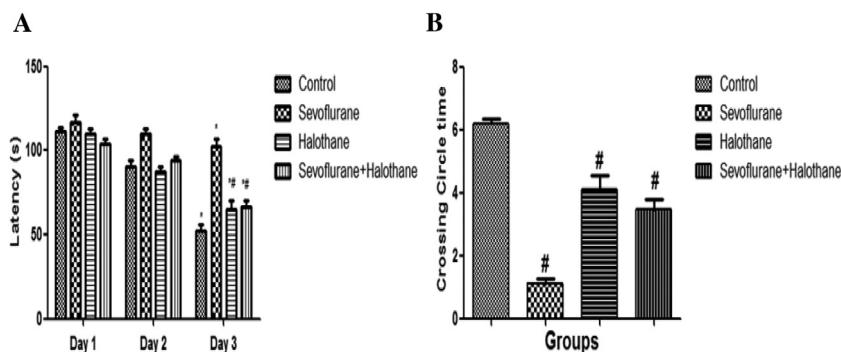 A
150
100
50
0
Latency (s)
Day 1
Day 2
Day 3
*
*
*#
*#
Control
Sevoflurane
Halothane
Sevoflurane+Halothane
B
8
6
4
2
0
Crossing Circle time
#
#
#
Groups
Control
Sevoflurane
Halothane
Sevoflurane+Halothane